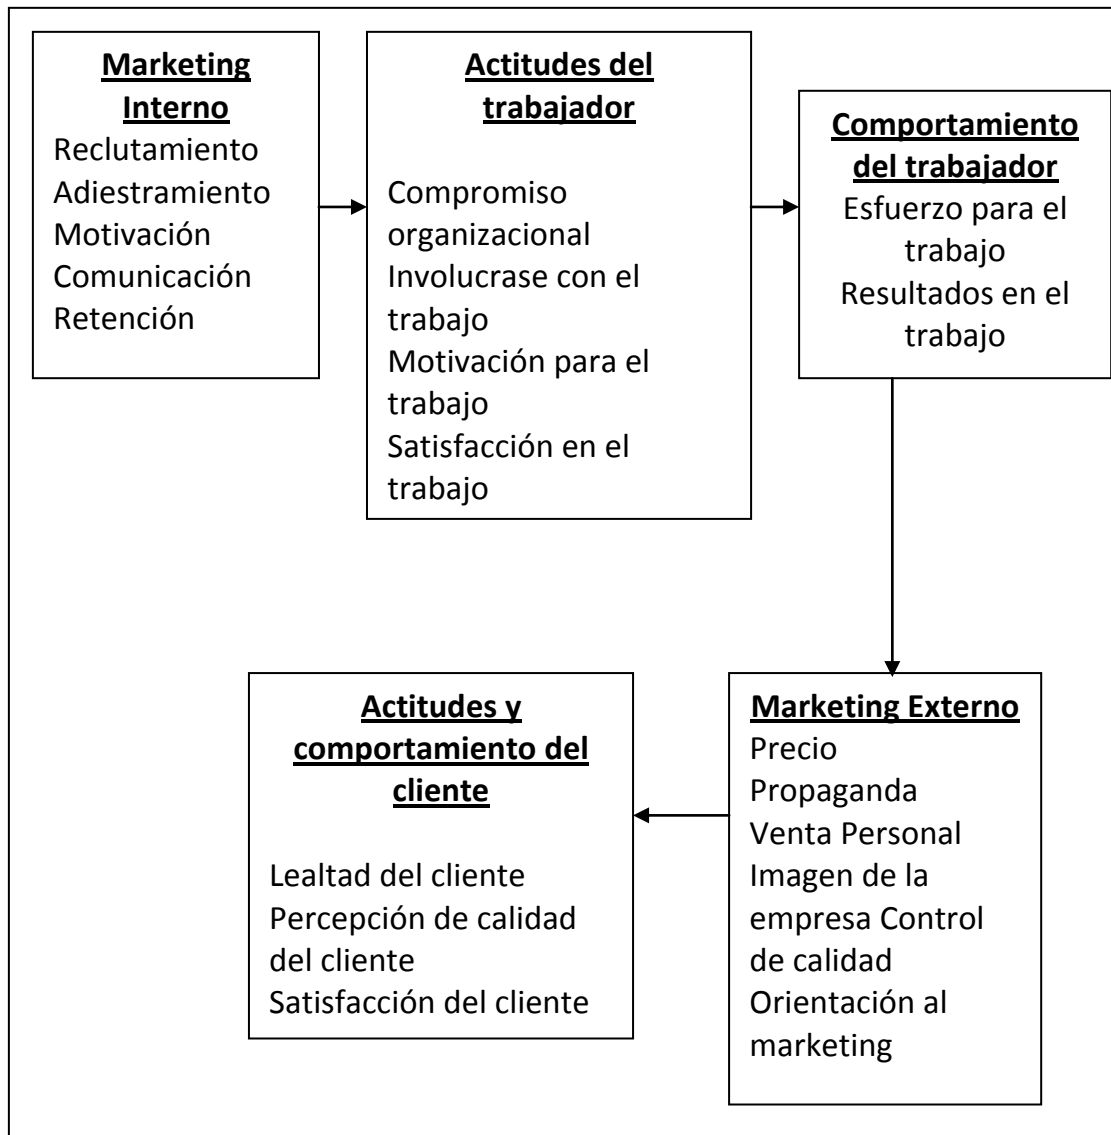 Marketing
Interno
Reclutamiento
Adiestramiento
Motivación
Comunicación
Retención
Actitudes del
trabajador
Compromiso
organizacional
Involucrase con el
trabajo
Motivación para el
trabajo
Satisfacción en el
trabajo
Comportamiento
del trabajador
Esfuerzo para el
trabajo
Resultados en el
trabajo
Marketing Externo
Precio
Propaganda
Venta Personal
Imagen de la
empresa Control
de calidad
Orientación al
marketing
Actitudes y
comportamiento del
cliente
Lealtad del cliente
Percepción de calidad
del cliente
Satisfacción del cliente